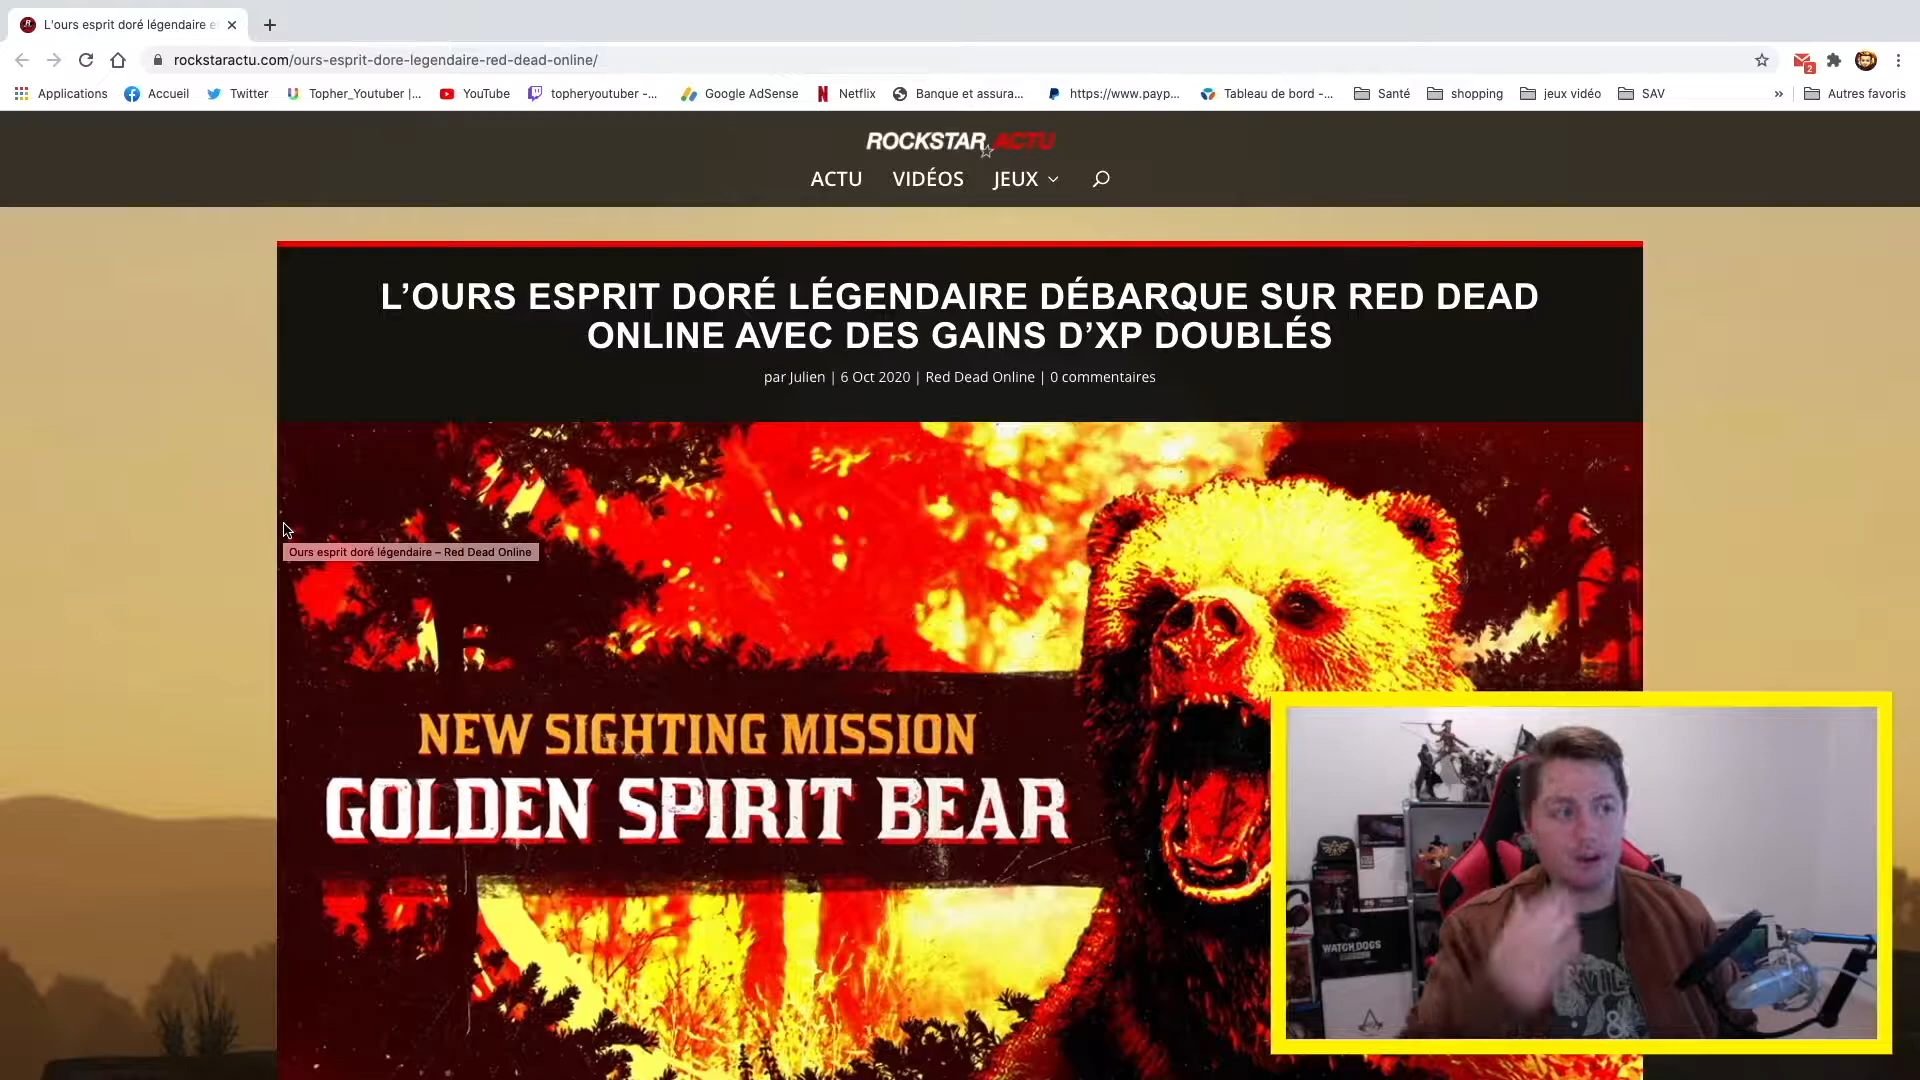 L'ours esprit doré légendaire e
rockstaractu.com/ours-esprit-dore-legendaire-red-dead-online/
2
Applications Accueil Twitter Topher_Youtuber |... YouTube topheryoutuber -... Google AdSense Netflix Banque et assura... https://www.payp... Tableau de bord -... Santé shopping jeux vidéo SAV » Autres favoris
ROCKSTAR ACTU
ACTU VIDÉOS JEUX
L'OURS ESPRIT DORÉ LÉGENDAIRE DÉBARQUE SUR RED DEAD
ONLINE AVEC DES GAINS D'XP DOUBLÉS
par Julien | 6 Oct 2020 | Red Dead Online | 0 commentaires
Ours esprit doré légendaire – Red Dead Online
NEW SIGHTING MISSION
GOLDEN SPIRIT BEAR
WATCH DOGS